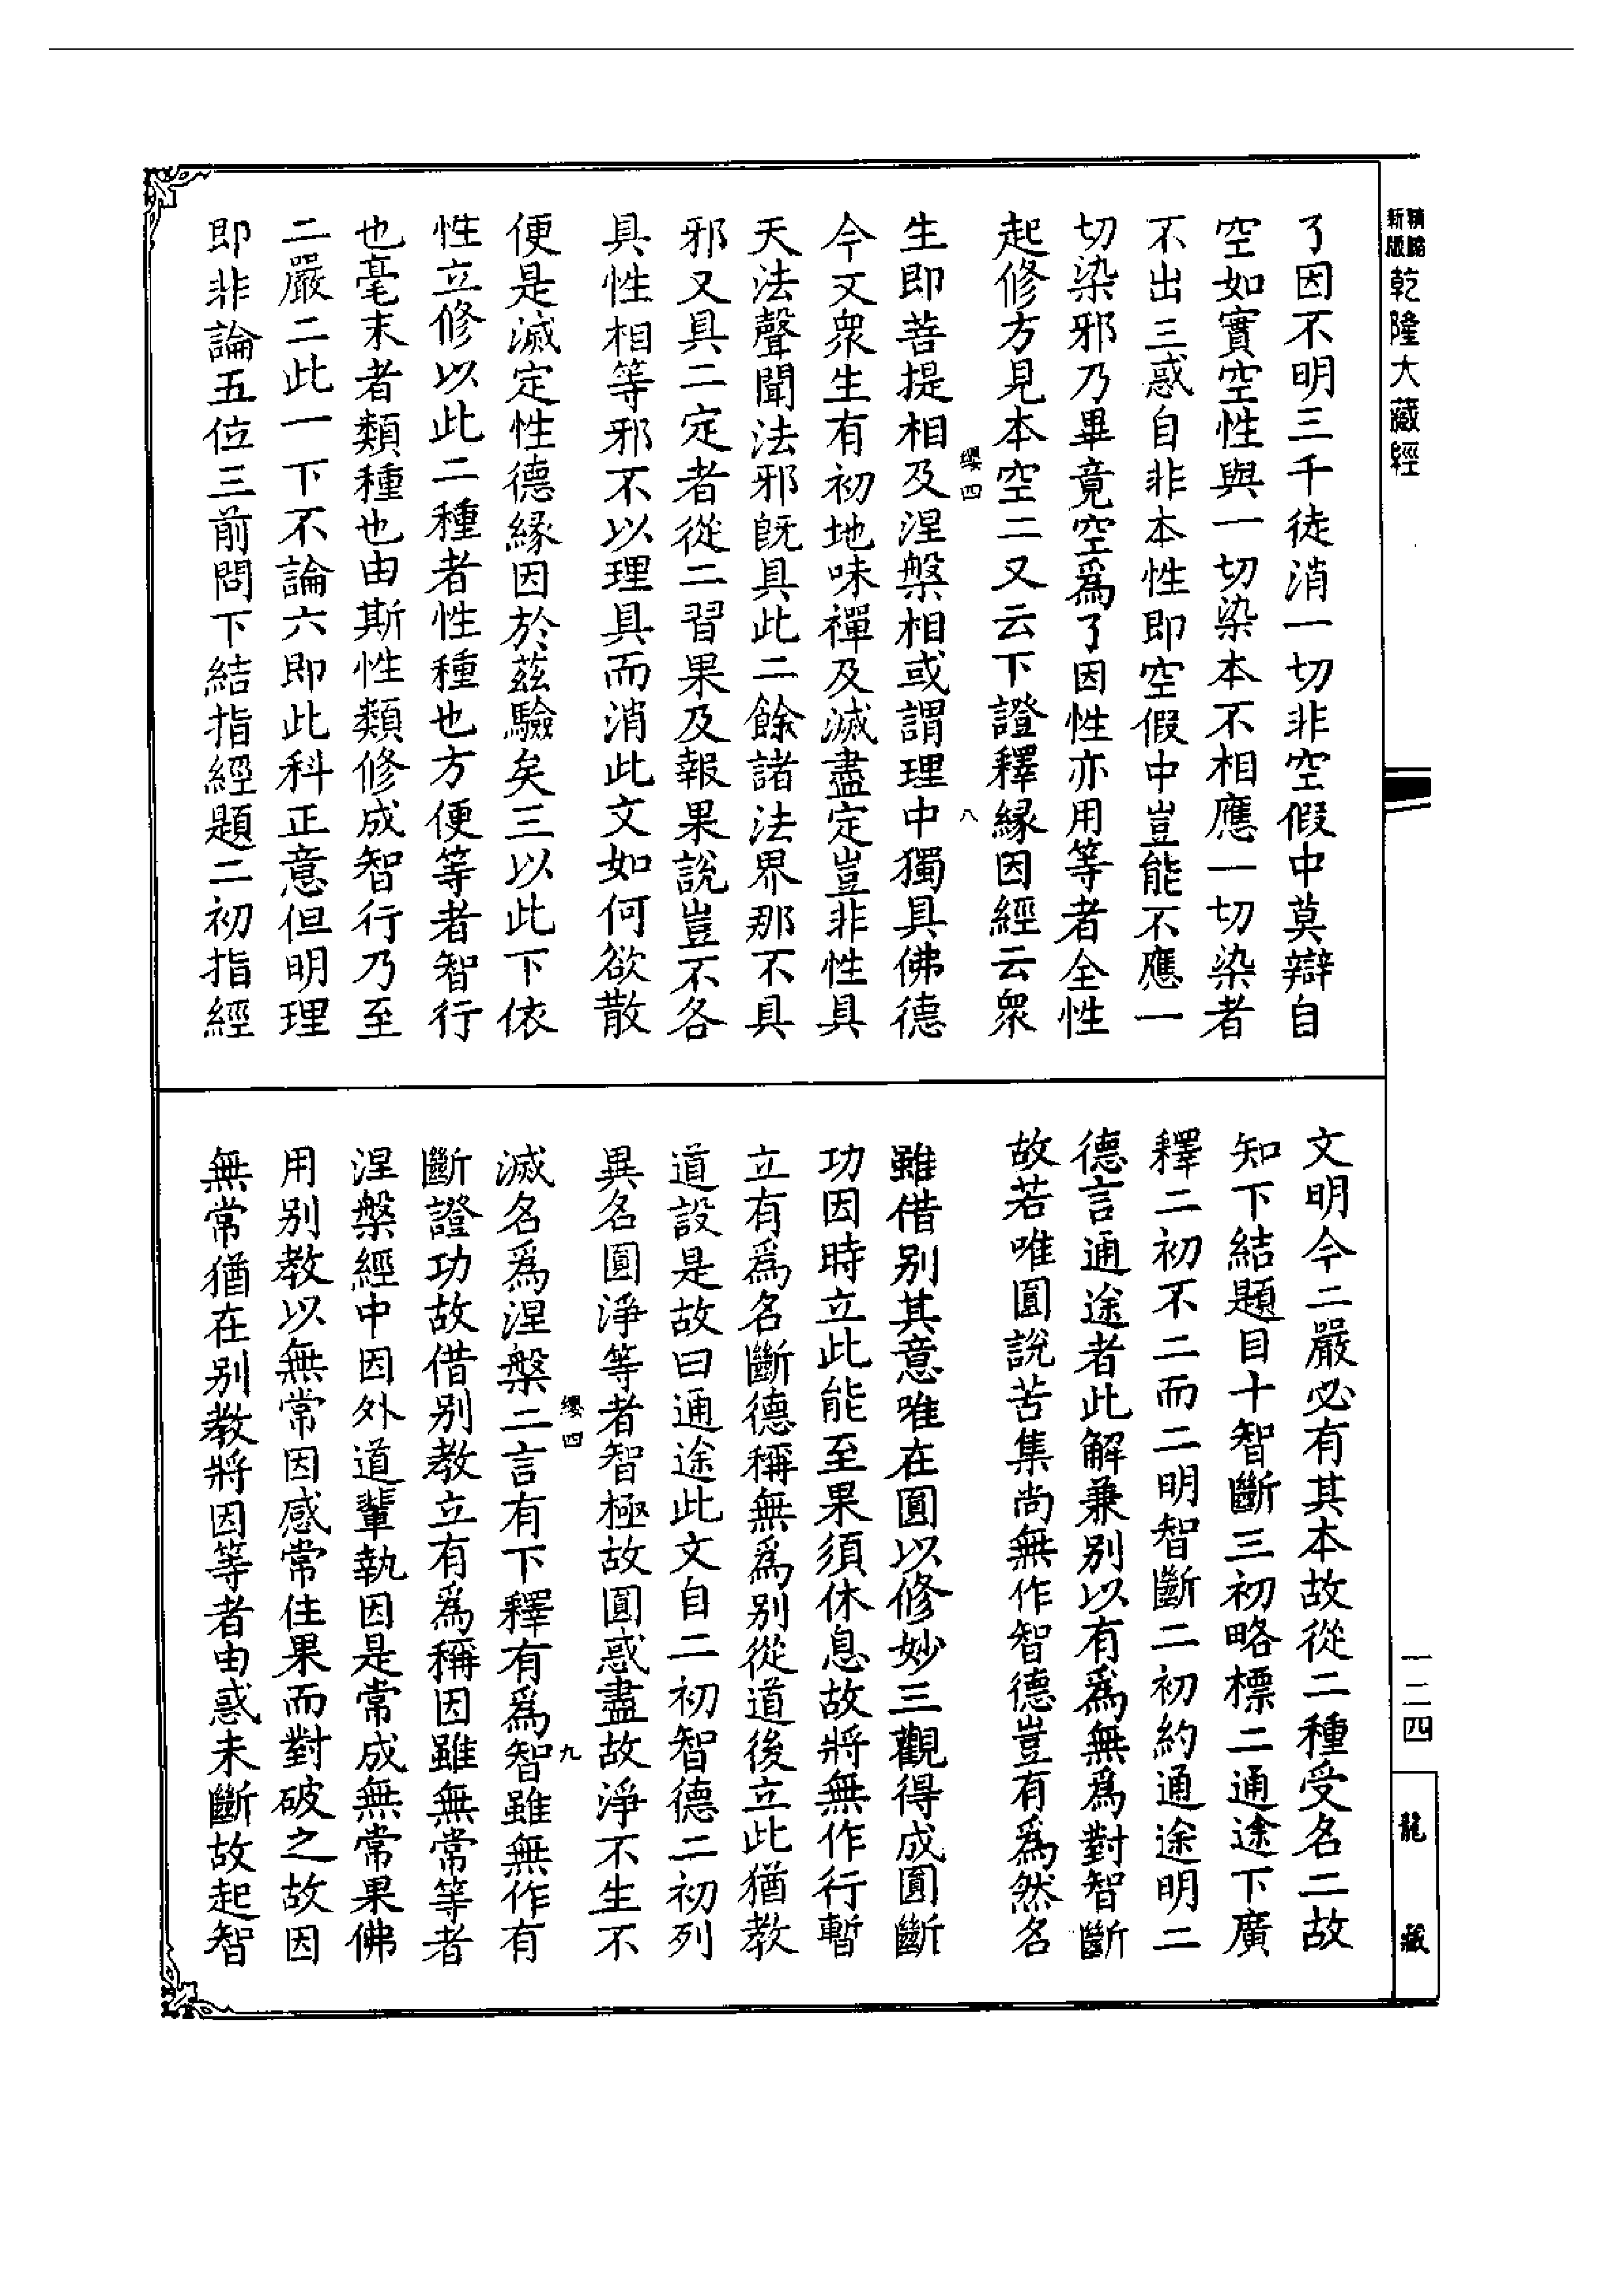 精緻新版 乾隆大藏經
了因不明三千徒消一切非空假中莫辯自
空如實空性與一切染本不相應一切染者
不出三惑自非本性即空假中豈能不應一
切染邪乃畢竟空爲了因性亦用等者全性
起修方見本空二又云下證釋緣因經云眾
纓四 八
生即菩提相及涅槃相或謂理中獨具佛德
今文眾生有初地味禪及滅盡定豈非性具
天法聲聞法邪既具此二餘諸法界那不具
邪又具二定者從二習果及報果說豈不各
具性相等邪不以理具而消此文如何欲散
便是滅定性德緣因於茲驗矣三以此下依
性立修以此二種者性種也方便等者智行
也毫末者類種也由斯性類修成智行乃至
二嚴二此一下不論六即此科正意但明理
即非論五位三前問下結指經題二初指經
文明今二嚴必有其本故從二種受名二故
知下結題目十智斷三初略標二通途下廣
釋二初不二而二明智斷二初約通途明二
德言通途者此解兼別以有爲無爲對智斷
故若唯圓說苦集尚無作智德豈有爲然名
雖借別其意唯在圓以修妙三觀得成圓斷
功因時立此能至果須休息故將無作行暫
立有爲名斷德稱無爲別從道後立此猶教
道設是故曰通途此文自二初智德二初列
異名圓淨等者智極故圓惑盡故淨不生不
纓四 九
滅名爲涅槃二言有下釋有爲智雖無作有
斷證功故借別教立有爲稱因雖無常等者
涅槃經中因外道輩執因是常成無常果佛
用別教以無常因感常住果而對破之故因
無常猶在別教將因等者由惑未斷故起智
一二四
龍藏